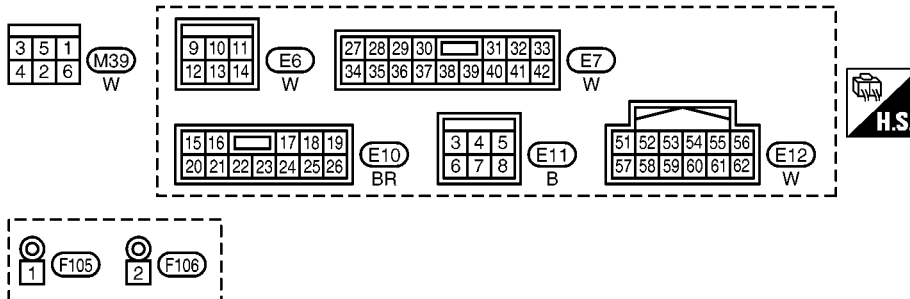 3 5 1
4 2 6
M39
W
9 10 11
12 13 14
E6
W
27 28 29 30 31 32 33
34 35 36 37 38 39 40 41 42
E7
W
H.S.
15 16 17 18 19
20 21 22 23 24 25 26
E10
BR
3 4 5
6 7 8
E11
B
51 52 53 54 55 56
57 58 59 60 61 62
E12
W
1
F105
2
F106